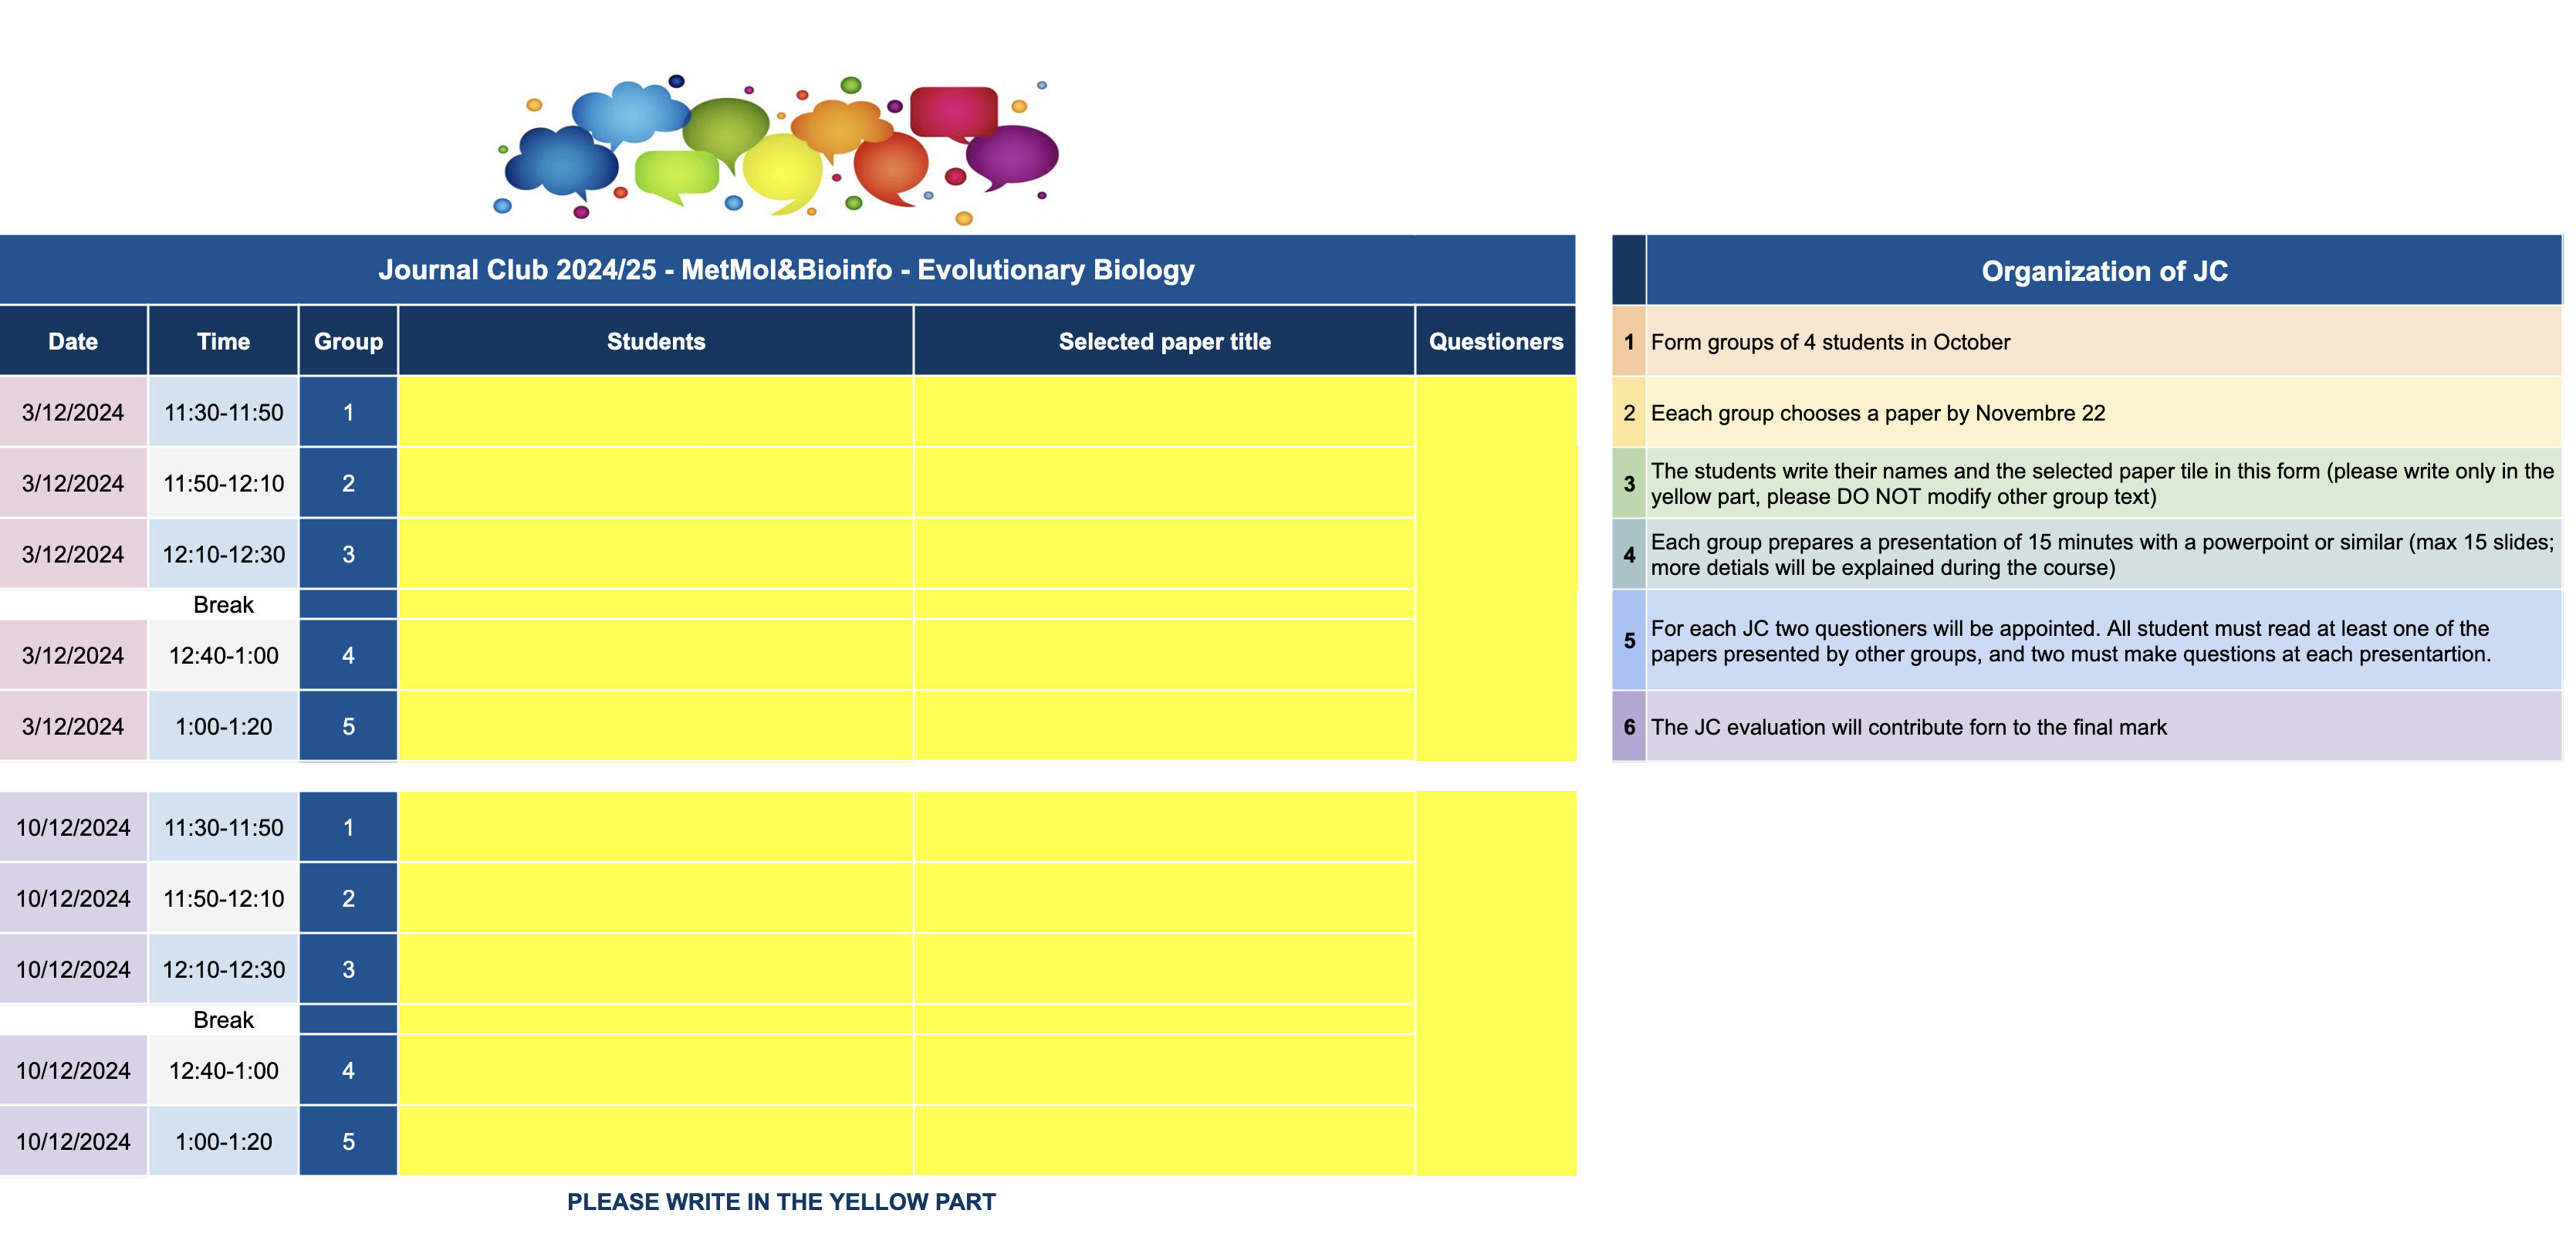 Journal Club 2024/25 - MetMol&Bioinfo - Evolutionary Biology
Date Time Group Students Selected paper title Questioners
3/12/2024 11:30-11:50 1
3/12/2024 11:50-12:10 2
3/12/2024 12:10-12:30 3
Break
3/12/2024 12:40-1:00 4
3/12/2024 1:00-1:20 5
10/12/2024 11:30-11:50 1
10/12/2024 11:50-12:10 2
10/12/2024 12:10-12:30 3
Break
10/12/2024 12:40-1:00 4
10/12/2024 1:00-1:20 5
PLEASE WRITE IN THE YELLOW PART
Organization of JC
1 Form groups of 4 students in October
2 Eeach group chooses a paper by Novembre 22
3 The students write their names and the selected paper tile in this form (please write only in the
yellow part, please DO NOT modify other group text)
4 Each group prepares a presentation of 15 minutes with a powerpoint or similar (max 15 slides;
more detials will be explained during the course)
5 For each JC two questioners will be appointed. All student must read at least one of the
papers presented by other groups, and two must make questions at each presentartion.
6 The JC evaluation will contribute forn to the final mark